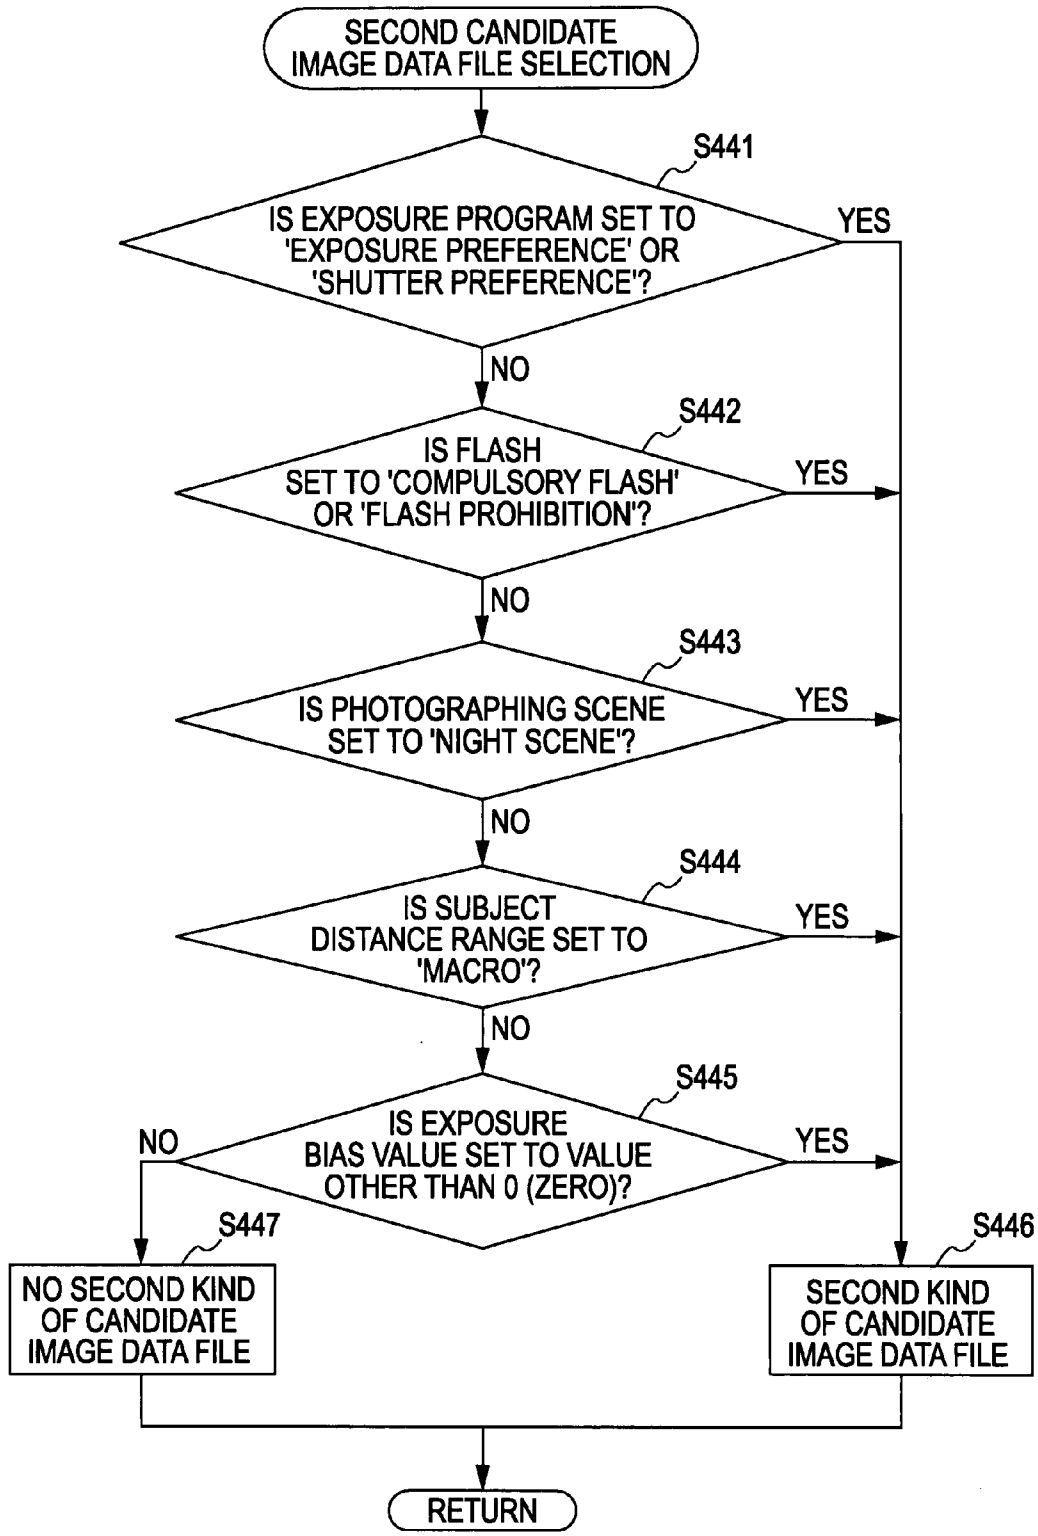 SECOND CANDIDATE
IMAGE DATA FILE SELECTION
S441
IS EXPOSURE PROGRAM SET TO
'EXPOSURE PREFERENCE' OR
'SHUTTER PREFERENCE'?
YES
NO
S442
IS FLASH
SET TO 'COMPULSORY FLASH'
OR 'FLASH PROHIBITION'?
YES
NO
S443
IS PHOTOGRAPHING SCENE
SET TO 'NIGHT SCENE'?
YES
NO
S444
IS SUBJECT
DISTANCE RANGE SET TO
'MACRO'?
YES
NO
S445
IS EXPOSURE
BIAS VALUE SET TO VALUE
OTHER THAN 0 (ZERO)?
NO
YES
S447
NO SECOND KIND
OF CANDIDATE
IMAGE DATA FILE
S446
SECOND KIND
OF CANDIDATE
IMAGE DATA FILE
RETURN